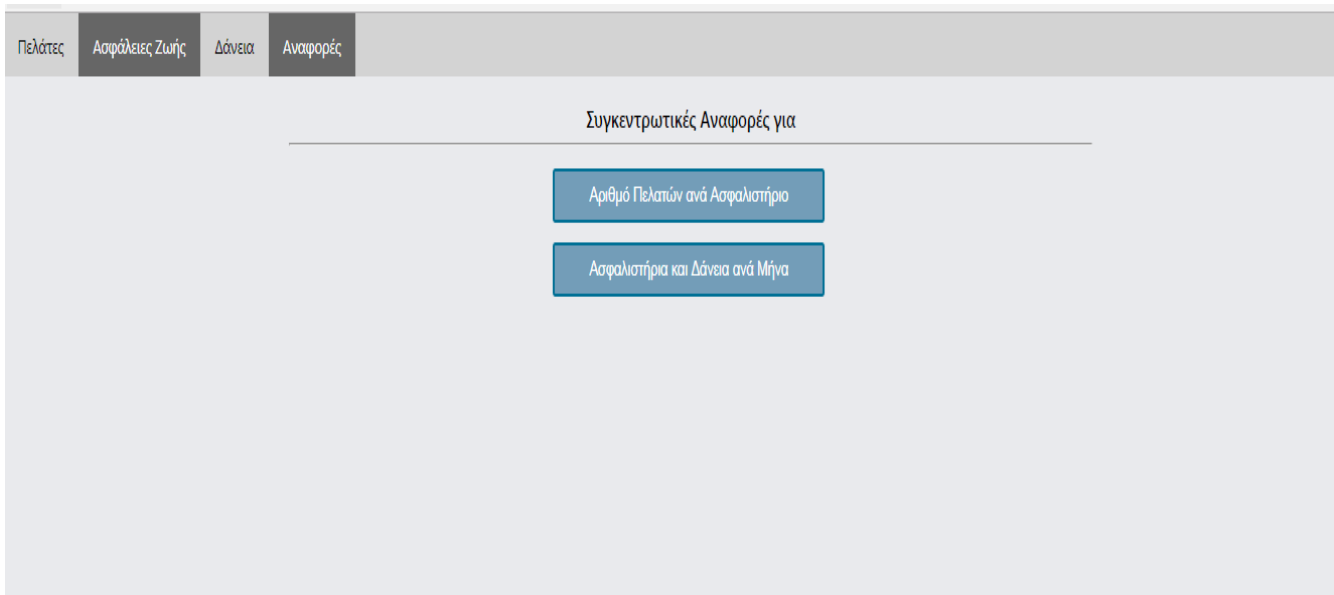 Πελάτες Ασφάλειες Ζωής Δάνεια Αναφορές
Συγκεντρωτικές Αναφορές για
Αριθμό Πελατών ανά Ασφαλιστήριο
Ασφαλιστήρια και Δάνεια ανά Μήνα